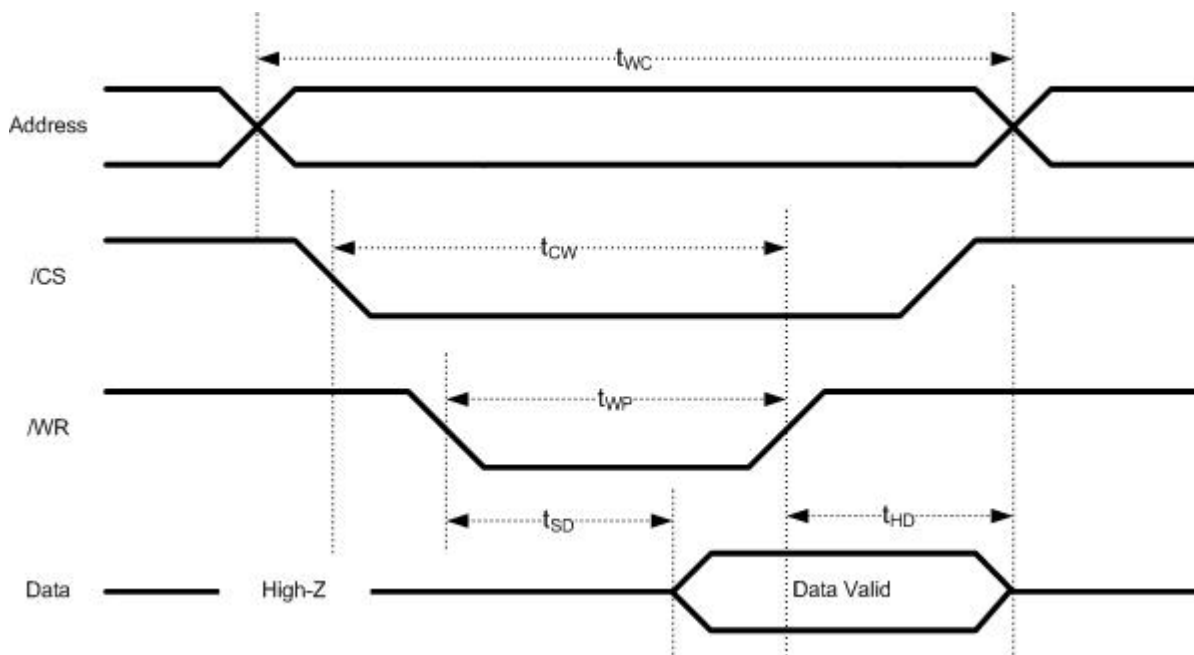 tWC
Address
tCW
/CS
tWP
/WR
tSD
tHD
Data
High-Z
Data Valid